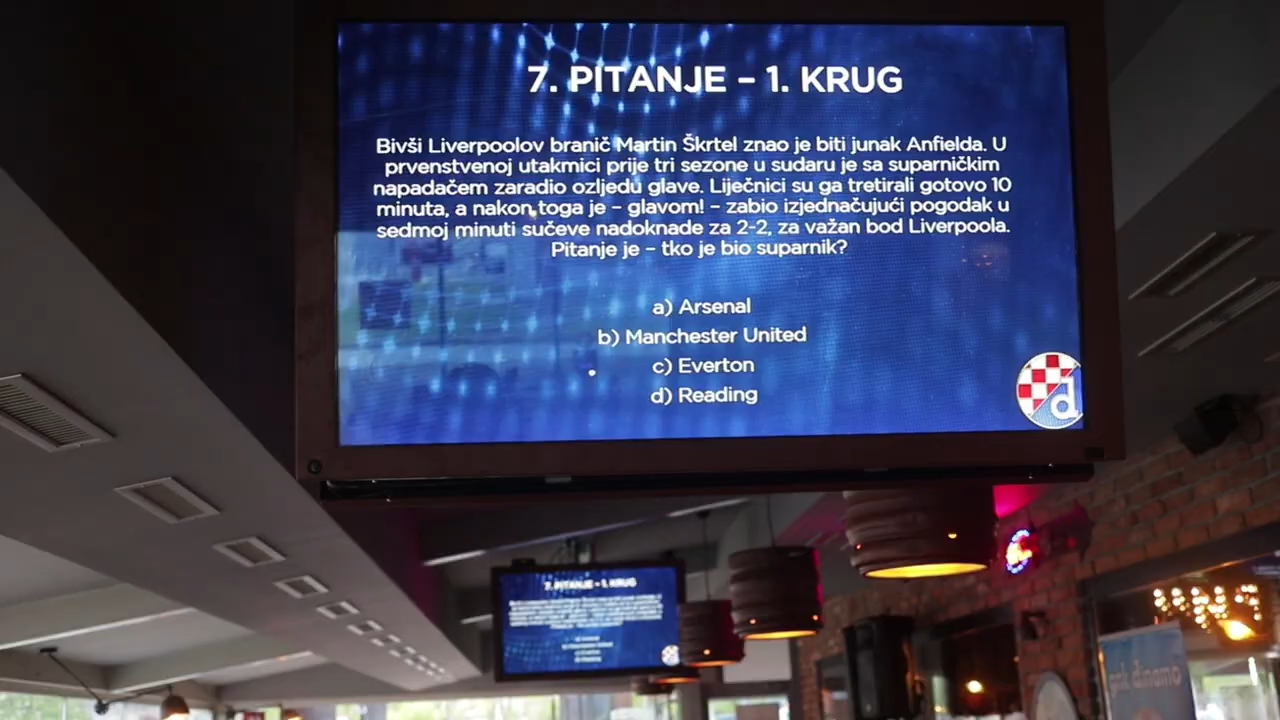 7. PITANJE – 1. KRUG
Bivši Liverpoolov branič Martin Škrtel znao je biti junak Anfielda. U
prvenstvenoj utakmici prije tri sezone u sudaru je sa suparničkim
napadačem zaradio ozljedu glave. Liječnici su ga tretirali gotovo 10
minuta, a nakon toga je – glavom! – zabio izjednačujući pogodak u
sedmoj minuti sučeve nadoknade za 2-2, za važan bod Liverpoola.
Pitanje je – tko je bio suparnik?
a) Arsenal
b) Manchester United
c) Everton
d) Reading
d
7. PITANJE – 1. KRUG
gnk dinamo